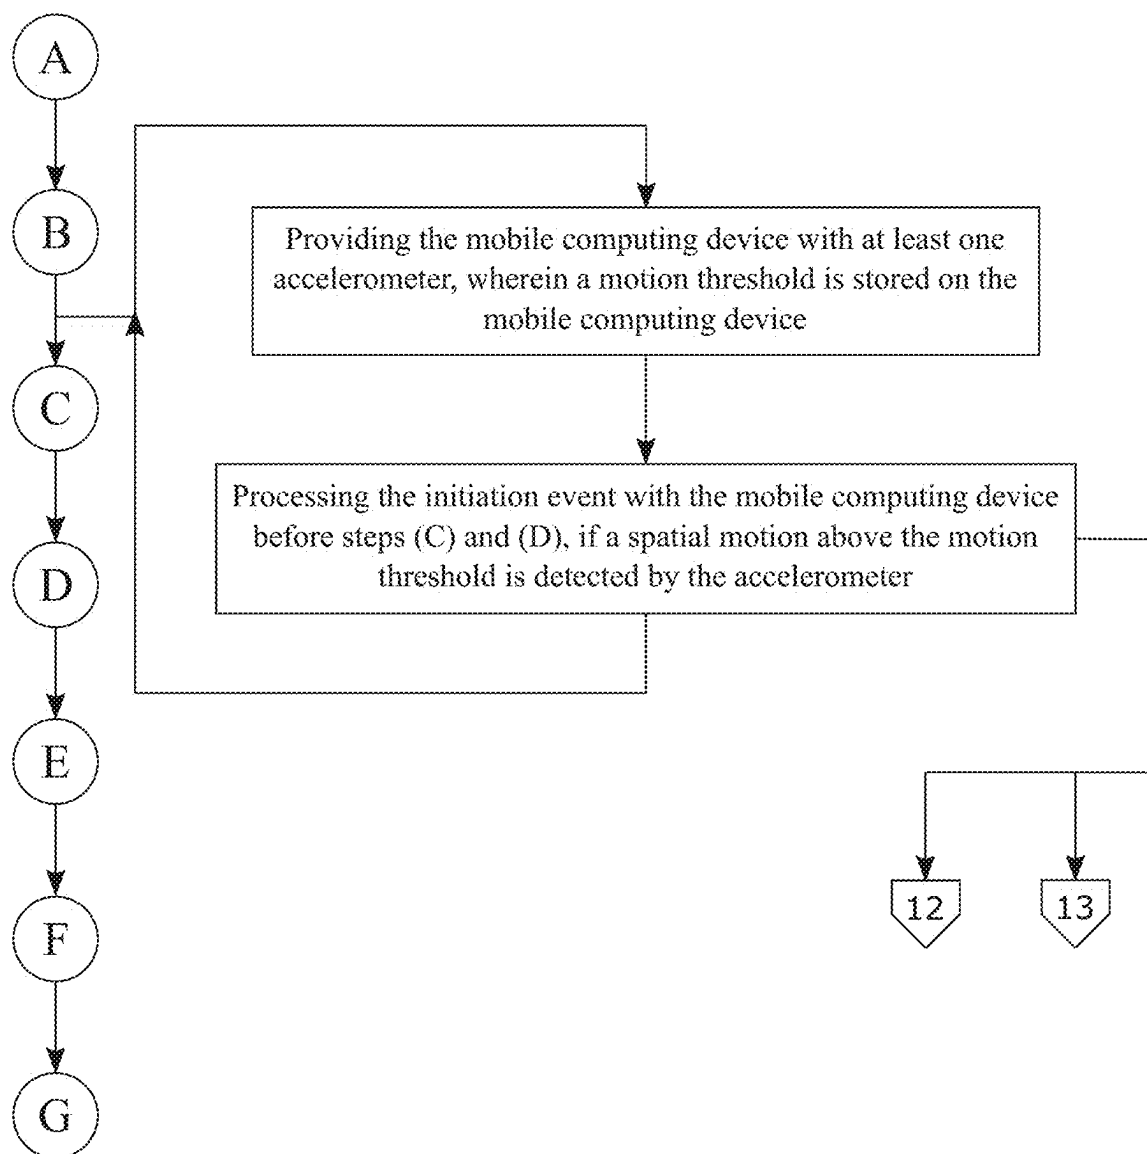 A
B
Providing the mobile computing device with at least one
accelerometer, wherein a motion threshold is stored on the
mobile computing device
C
Processing the initiation event with the mobile computing device
before steps (C) and (D), if a spatial motion above the motion
threshold is detected by the accelerometer
D
E
12
13
F
G